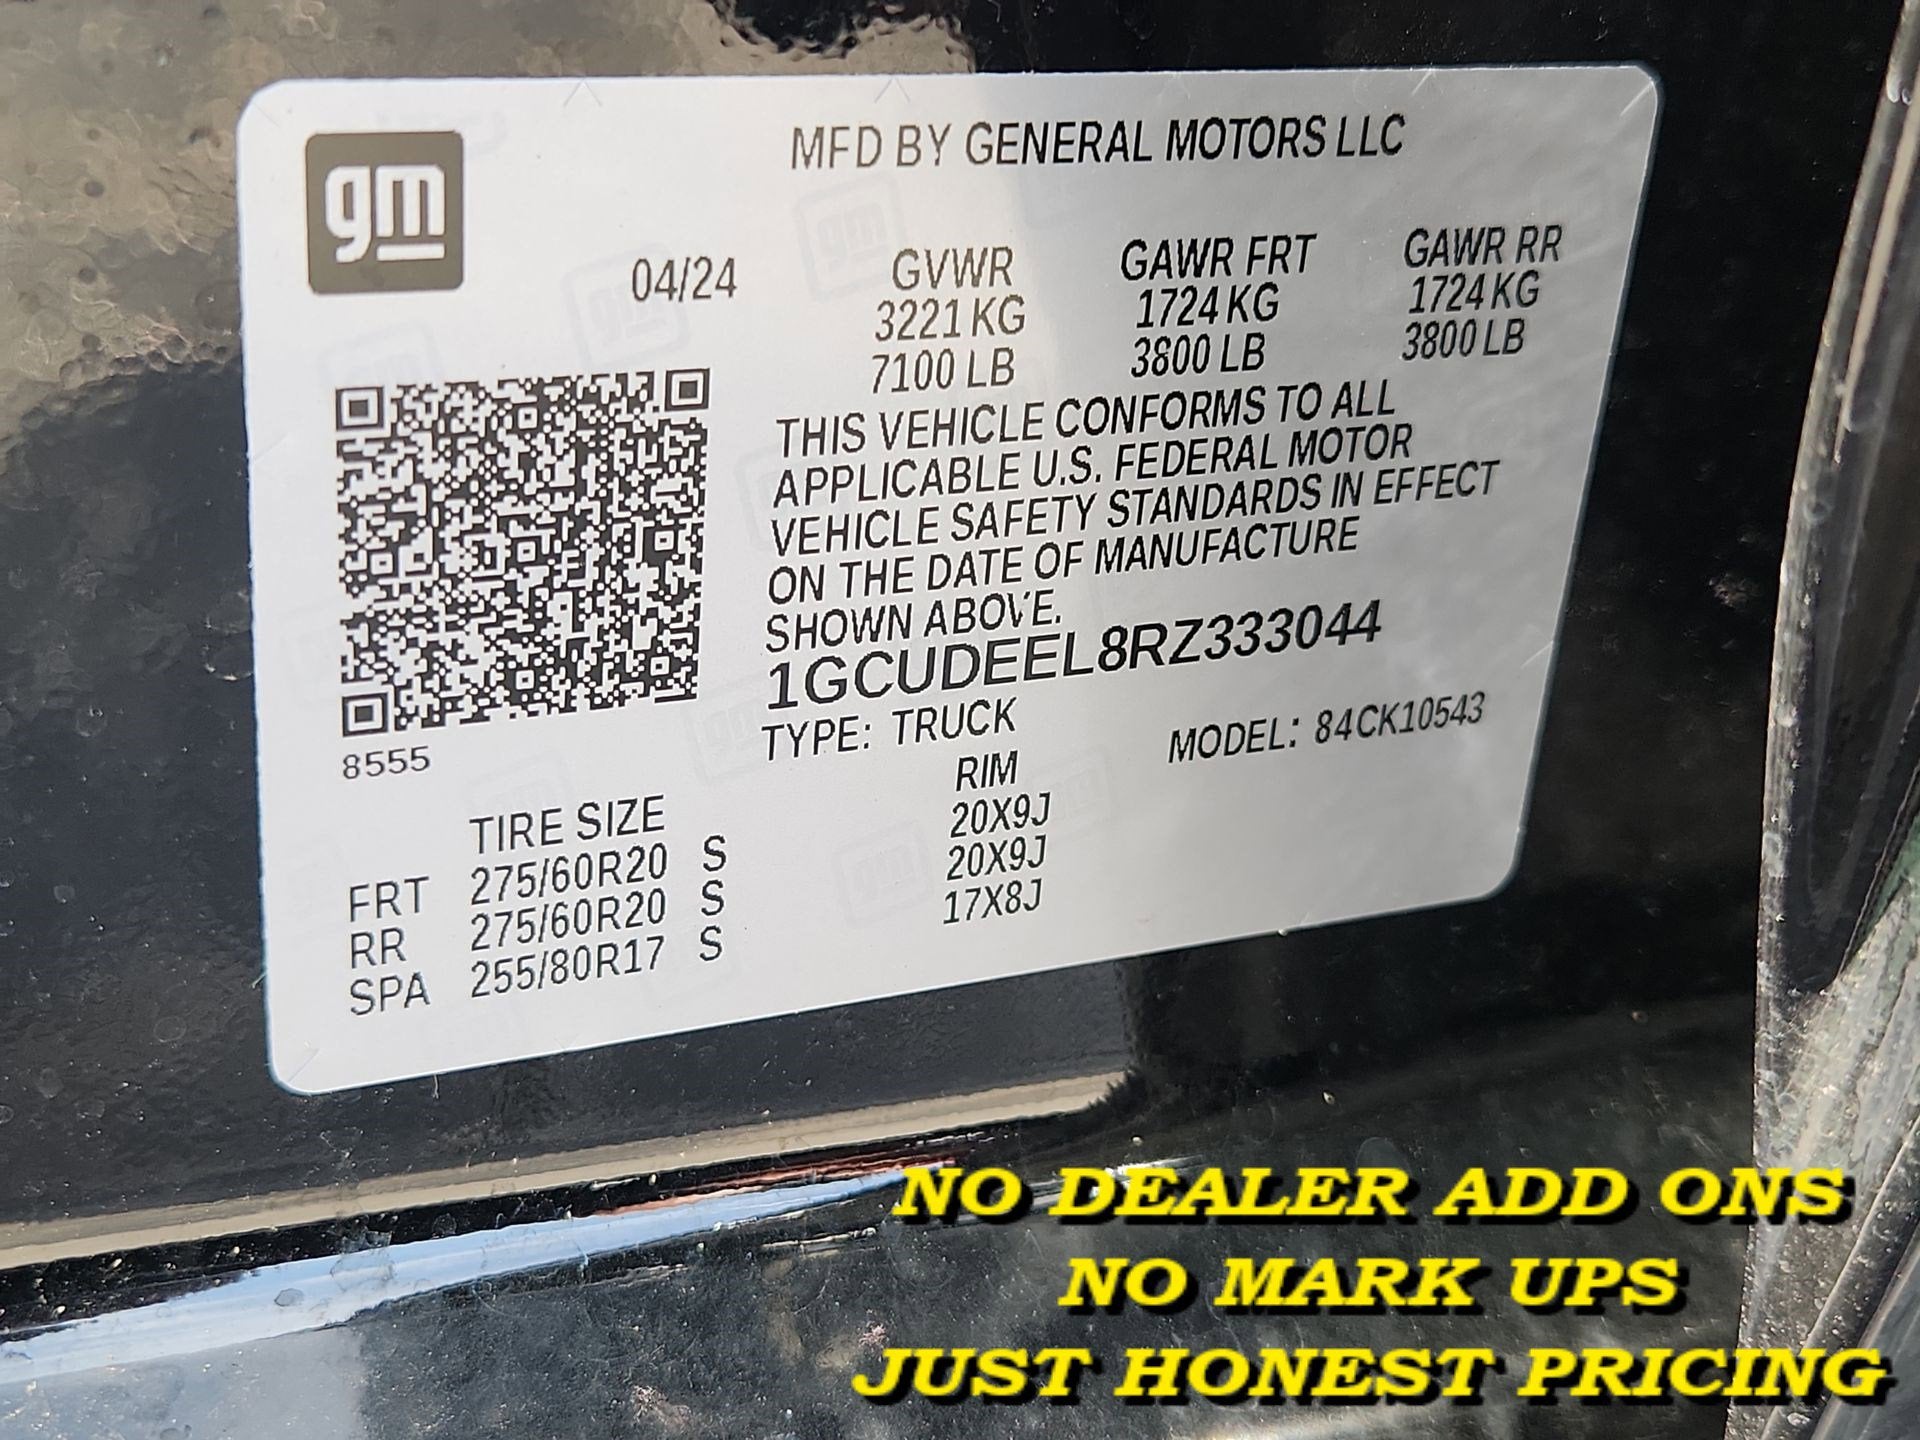 gm
MFD BY GENERAL MOTORS LLC
04/24
GVWR GAWR FRT GAWR RR
3221 KG 1724 KG 1724 KG
7100 LB 3800 LB 3800 LB
THIS VEHICLE CONFORMS TO ALL
APPLICABLE U.S. FEDERAL MOTOR
VEHICLE SAFETY STANDARDS IN EFFECT
ON THE DATE OF MANUFACTURE
SHOWN ABOVE.
1GCUDEEL8RZ333044
TYPE: TRUCK MODEL: 84CK10543
8555
TIRE SIZE RIM
FRT 275/60R20 S 20X9J
RR 275/60R20 S 20X9J
SPA 255/80R17 S 17X8J
NO DEALER ADD ONS
NO MARK UPS
JUST HONEST PRICING